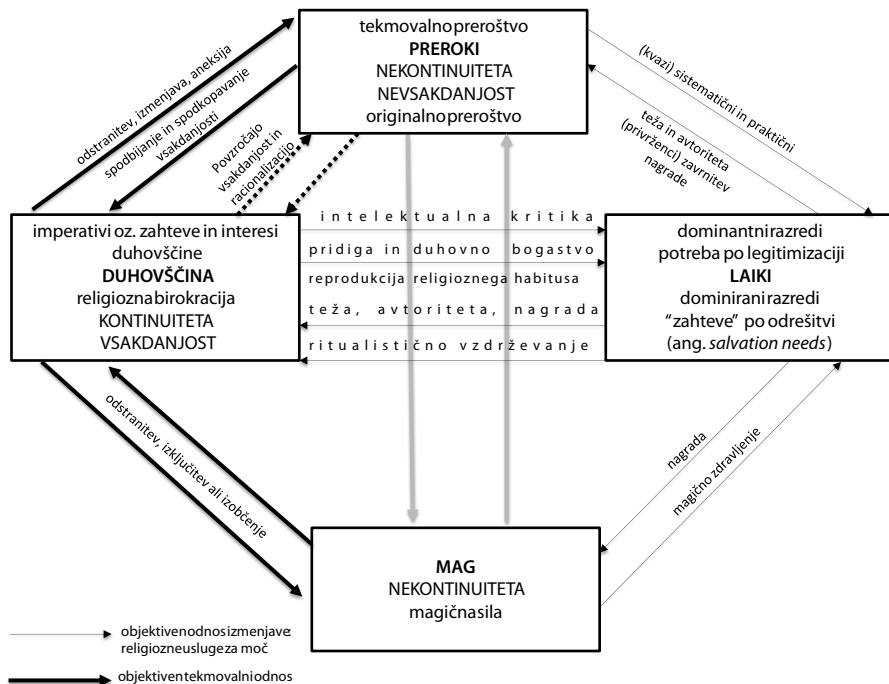 tekmovalno preroštvo
PREROKI
NEKONTINUITETA
NEVSAKDANJOST
originalno preroštvo
odstranitev, izmenjava, aneksija
spodbijanje in spodkopavanje
vsakdanjosti
Povzročajo
vsakdanjost in
racionalizacijo
(kvazi) sistematični in praktični
teža in avtoriteta
(privrženci) zavrnitev
nagrade
imperativi oz. zahteve in interesi
duhovščine
DUHOVŠČINA
religiozna birokracija
KONTINUITETA
VSAKDANJOST
intelektualna kritika
pridiga in duhovno bogastvo
reprodukcija religioznega habitusa
teža, avtoriteta, nagrada
ritualistično vzdrževanje
dominantni razredi
potreba po legitimizaciji
LAIKI
dominirani razredi
"zahteve" po odrešitvi
(ang. salvation needs)
odstranitev, izključitev ali izobčenje
nagrada
magično zdravljenje
MAG
NEKONTINUITETA
magična sila
objektiven odnos izmenjave:
religiozne usluge za moč
objektiven tekmovalni odnos